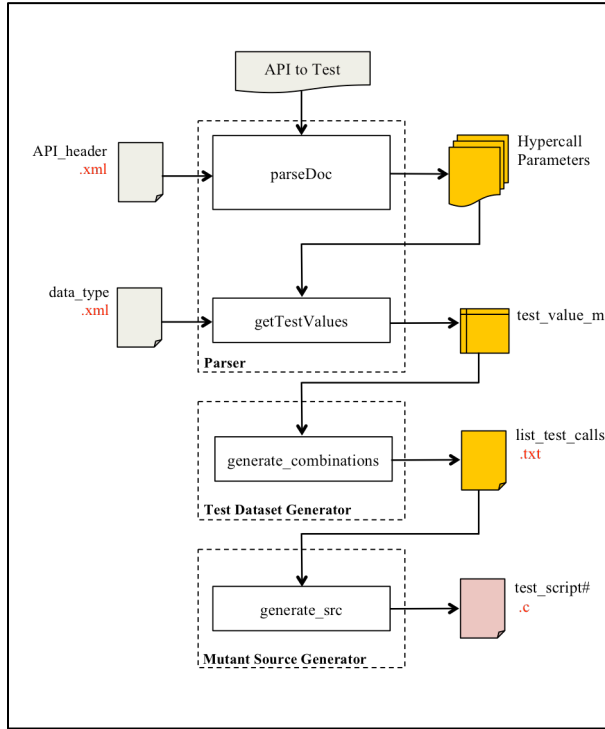 API to Test
API_header
.xml
parseDoc
Hypercall
Parameters
data_type
.xml
getTestValues
test_value_m
Parser
generate_combinations
list_test_calls
.txt
Test Dataset Generator
generate_src
test_script#
.c
Mutant Source Generator